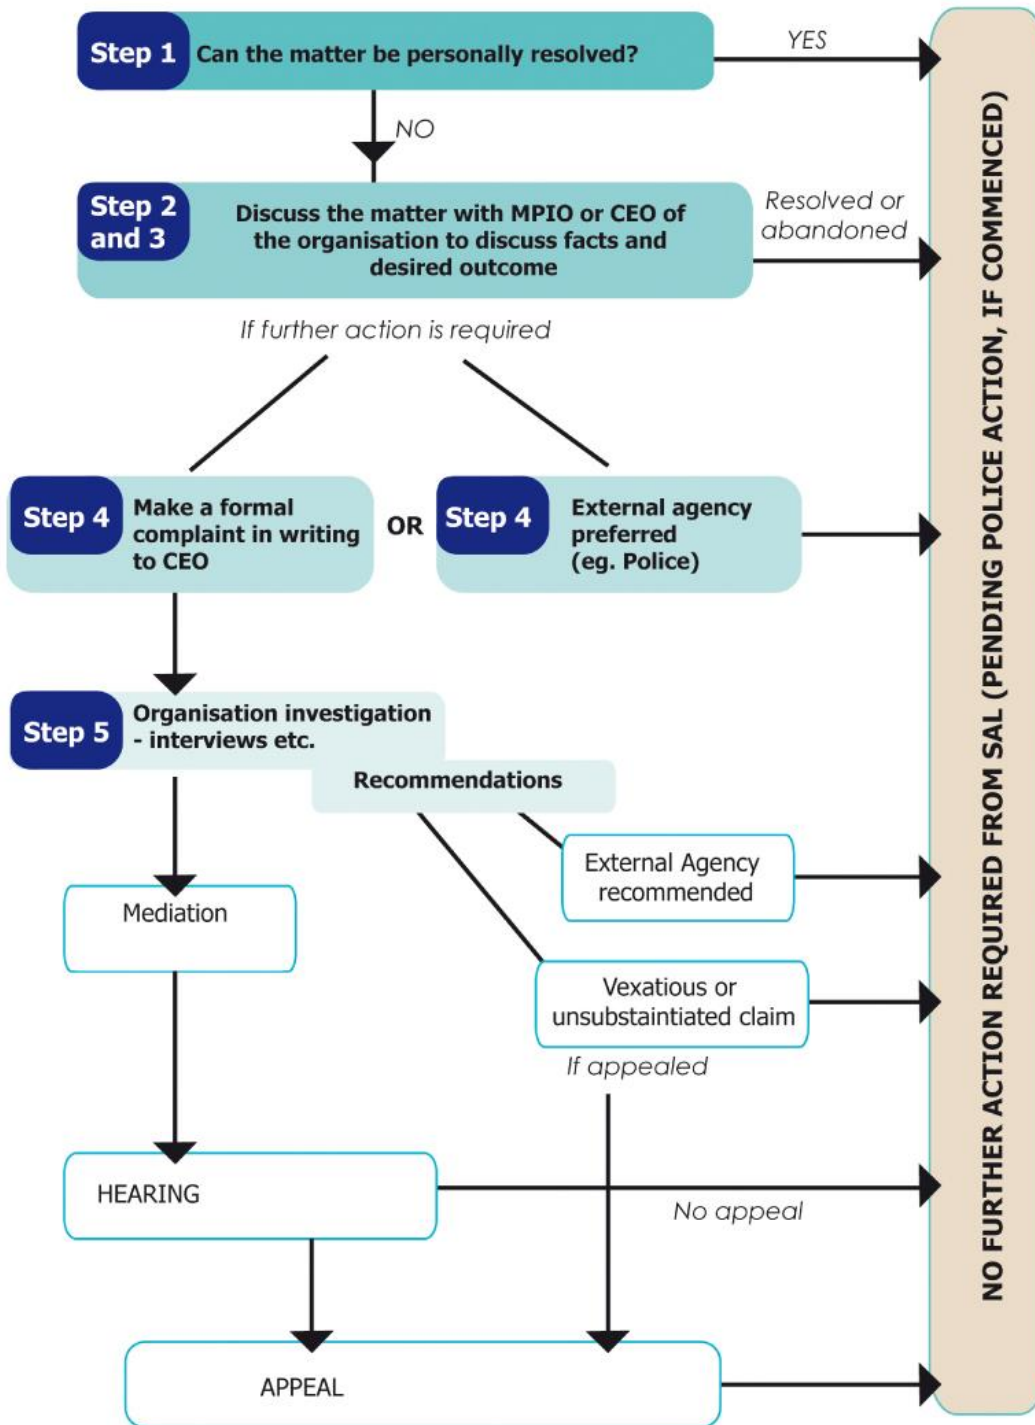 Step 1
Can the matter be personally resolved?
YES
NO
Step 2
and 3
Discuss the matter with MPIO or CEO of
the organisation to discuss facts and
desired outcome
Resolved or
abandoned
If further action is required
Step 4
Make a formal
complaint in writing
to CEO
OR
Step 4
External agency
preferred
(eg. Police)
Step 5
Organisation investigation
- interviews etc.
Recommendations
External Agency
recommended
Mediation
Vexatious or
unsubstaintiated claim
If appealed
HEARING
No appeal
APPEAL
NO FURTHER ACTION REQUIRED FROM SAL (PENDING POLICE ACTION, IF COMMENCED)